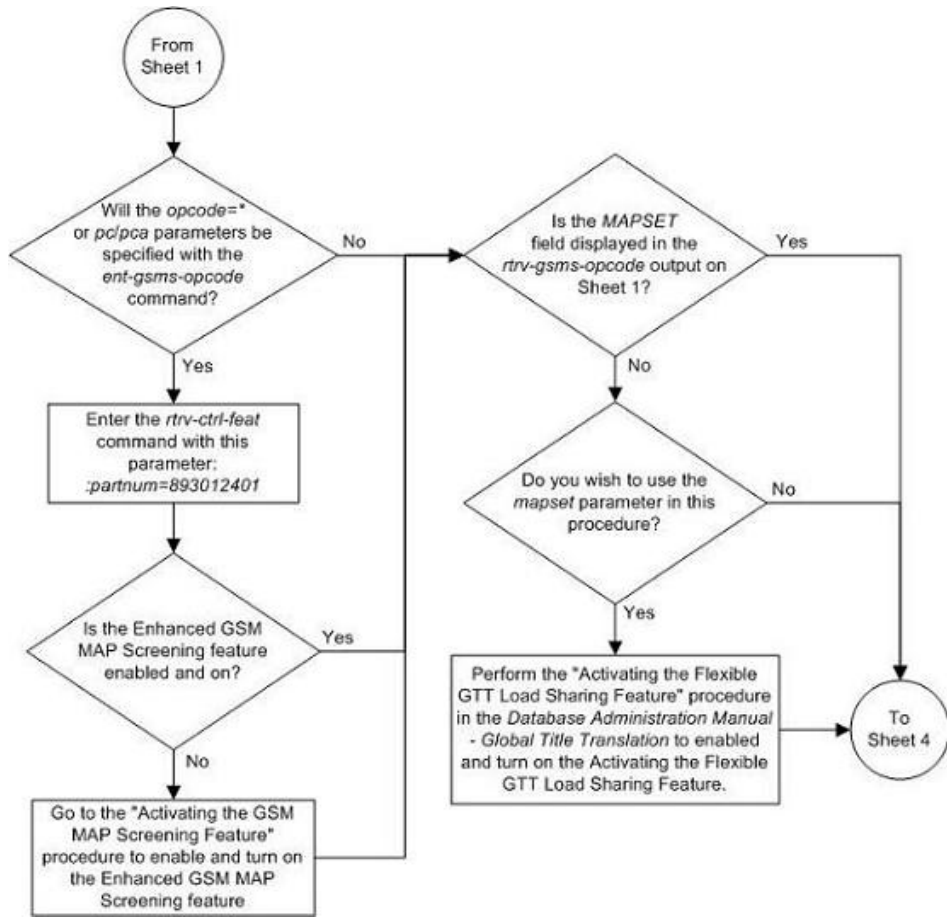 From
Sheet 1
Will the opcode=*
or pc/pca parameters be
specified with the
ent-gsms-opcode
command?
No
Yes
Enter the rtrv-ctrl-feat
command with this
parameter:
:partnum=893012401
Is the Enhanced GSM
MAP Screening feature
enabled and on?
Yes
No
Go to the "Activating the GSM
MAP Screening Feature"
procedure to enable and turn on
the Enhanced GSM MAP
Screening feature
Is the MAPSET
field displayed in the
rtrv-gsms-opcode output on
Sheet 1?
Yes
No
Do you wish to use the
mapset parameter in this
procedure?
No
Yes
Perform the "Activating the Flexible
GTT Load Sharing Feature" procedure
in the Database Administration Manual
- Global Title Translation to enabled
and turn on the Activating the Flexible
GTT Load Sharing Feature.
To
Sheet 4